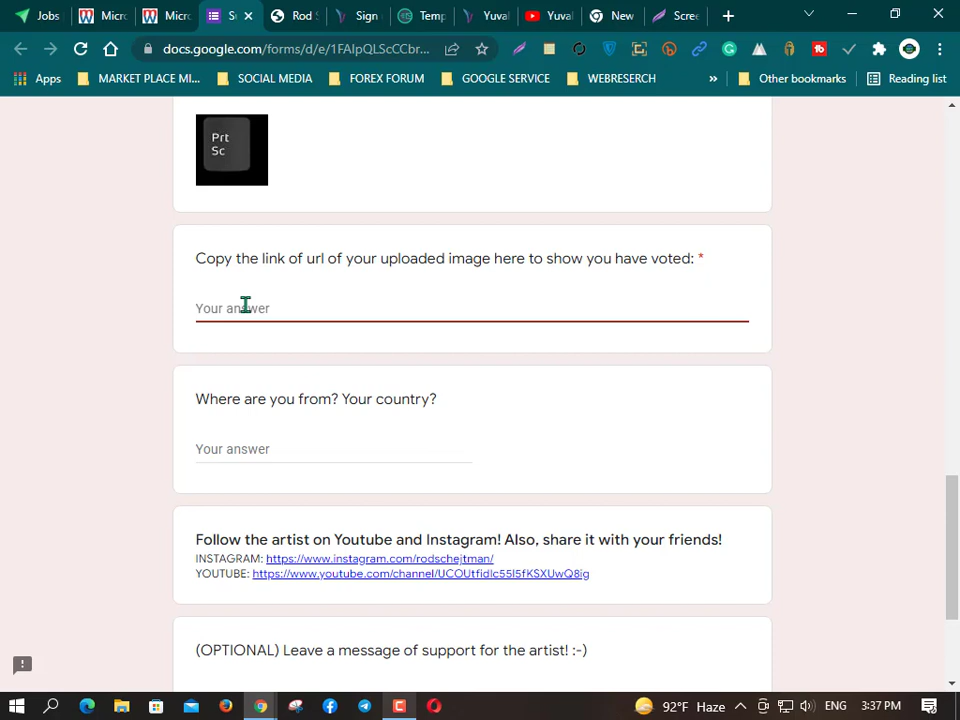 Jobs
Micro
Micro
S
Rod S
Sign
Temp
Yuval
Yuval
New
Scree
docs.google.com/forms/d/e/1FAIpQLScCCbr...
Apps
MARKET PLACE MI...
SOCIAL MEDIA
FOREX FORUM
GOOGLE SERVICE
WEBRESERCH
»
Other bookmarks
Reading list
Prt
Sc
Copy the link of url of your uploaded image here to show you have voted: *
Your answer
Where are you from? Your country?
Your answer
Follow the artist on Youtube and Instagram! Also, share it with your friends!
INSTAGRAM: https://www.instagram.com/rodschejtman/
YOUTUBE: https://www.youtube.com/channel/UCOUtfidlc55I5fKSXUwQ8ig
(OPTIONAL) Leave a message of support for the artist! :-)
92°F Haze
ENG
3:37 PM